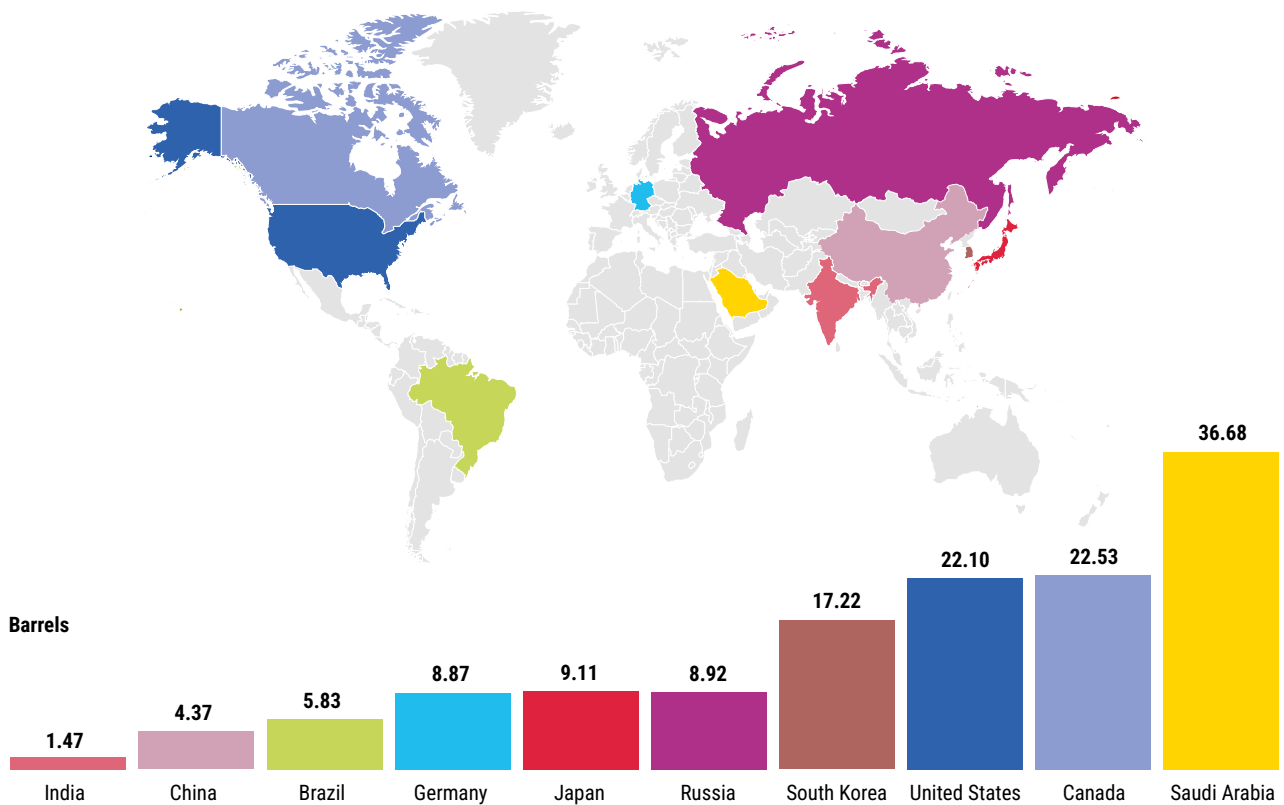 Barrels
1.47
4.37
5.83
8.87
9.11
8.92
17.22
22.10
22.53
36.68
India
China
Brazil
Germany
Japan
Russia
South Korea
United States
Canada
Saudi Arabia